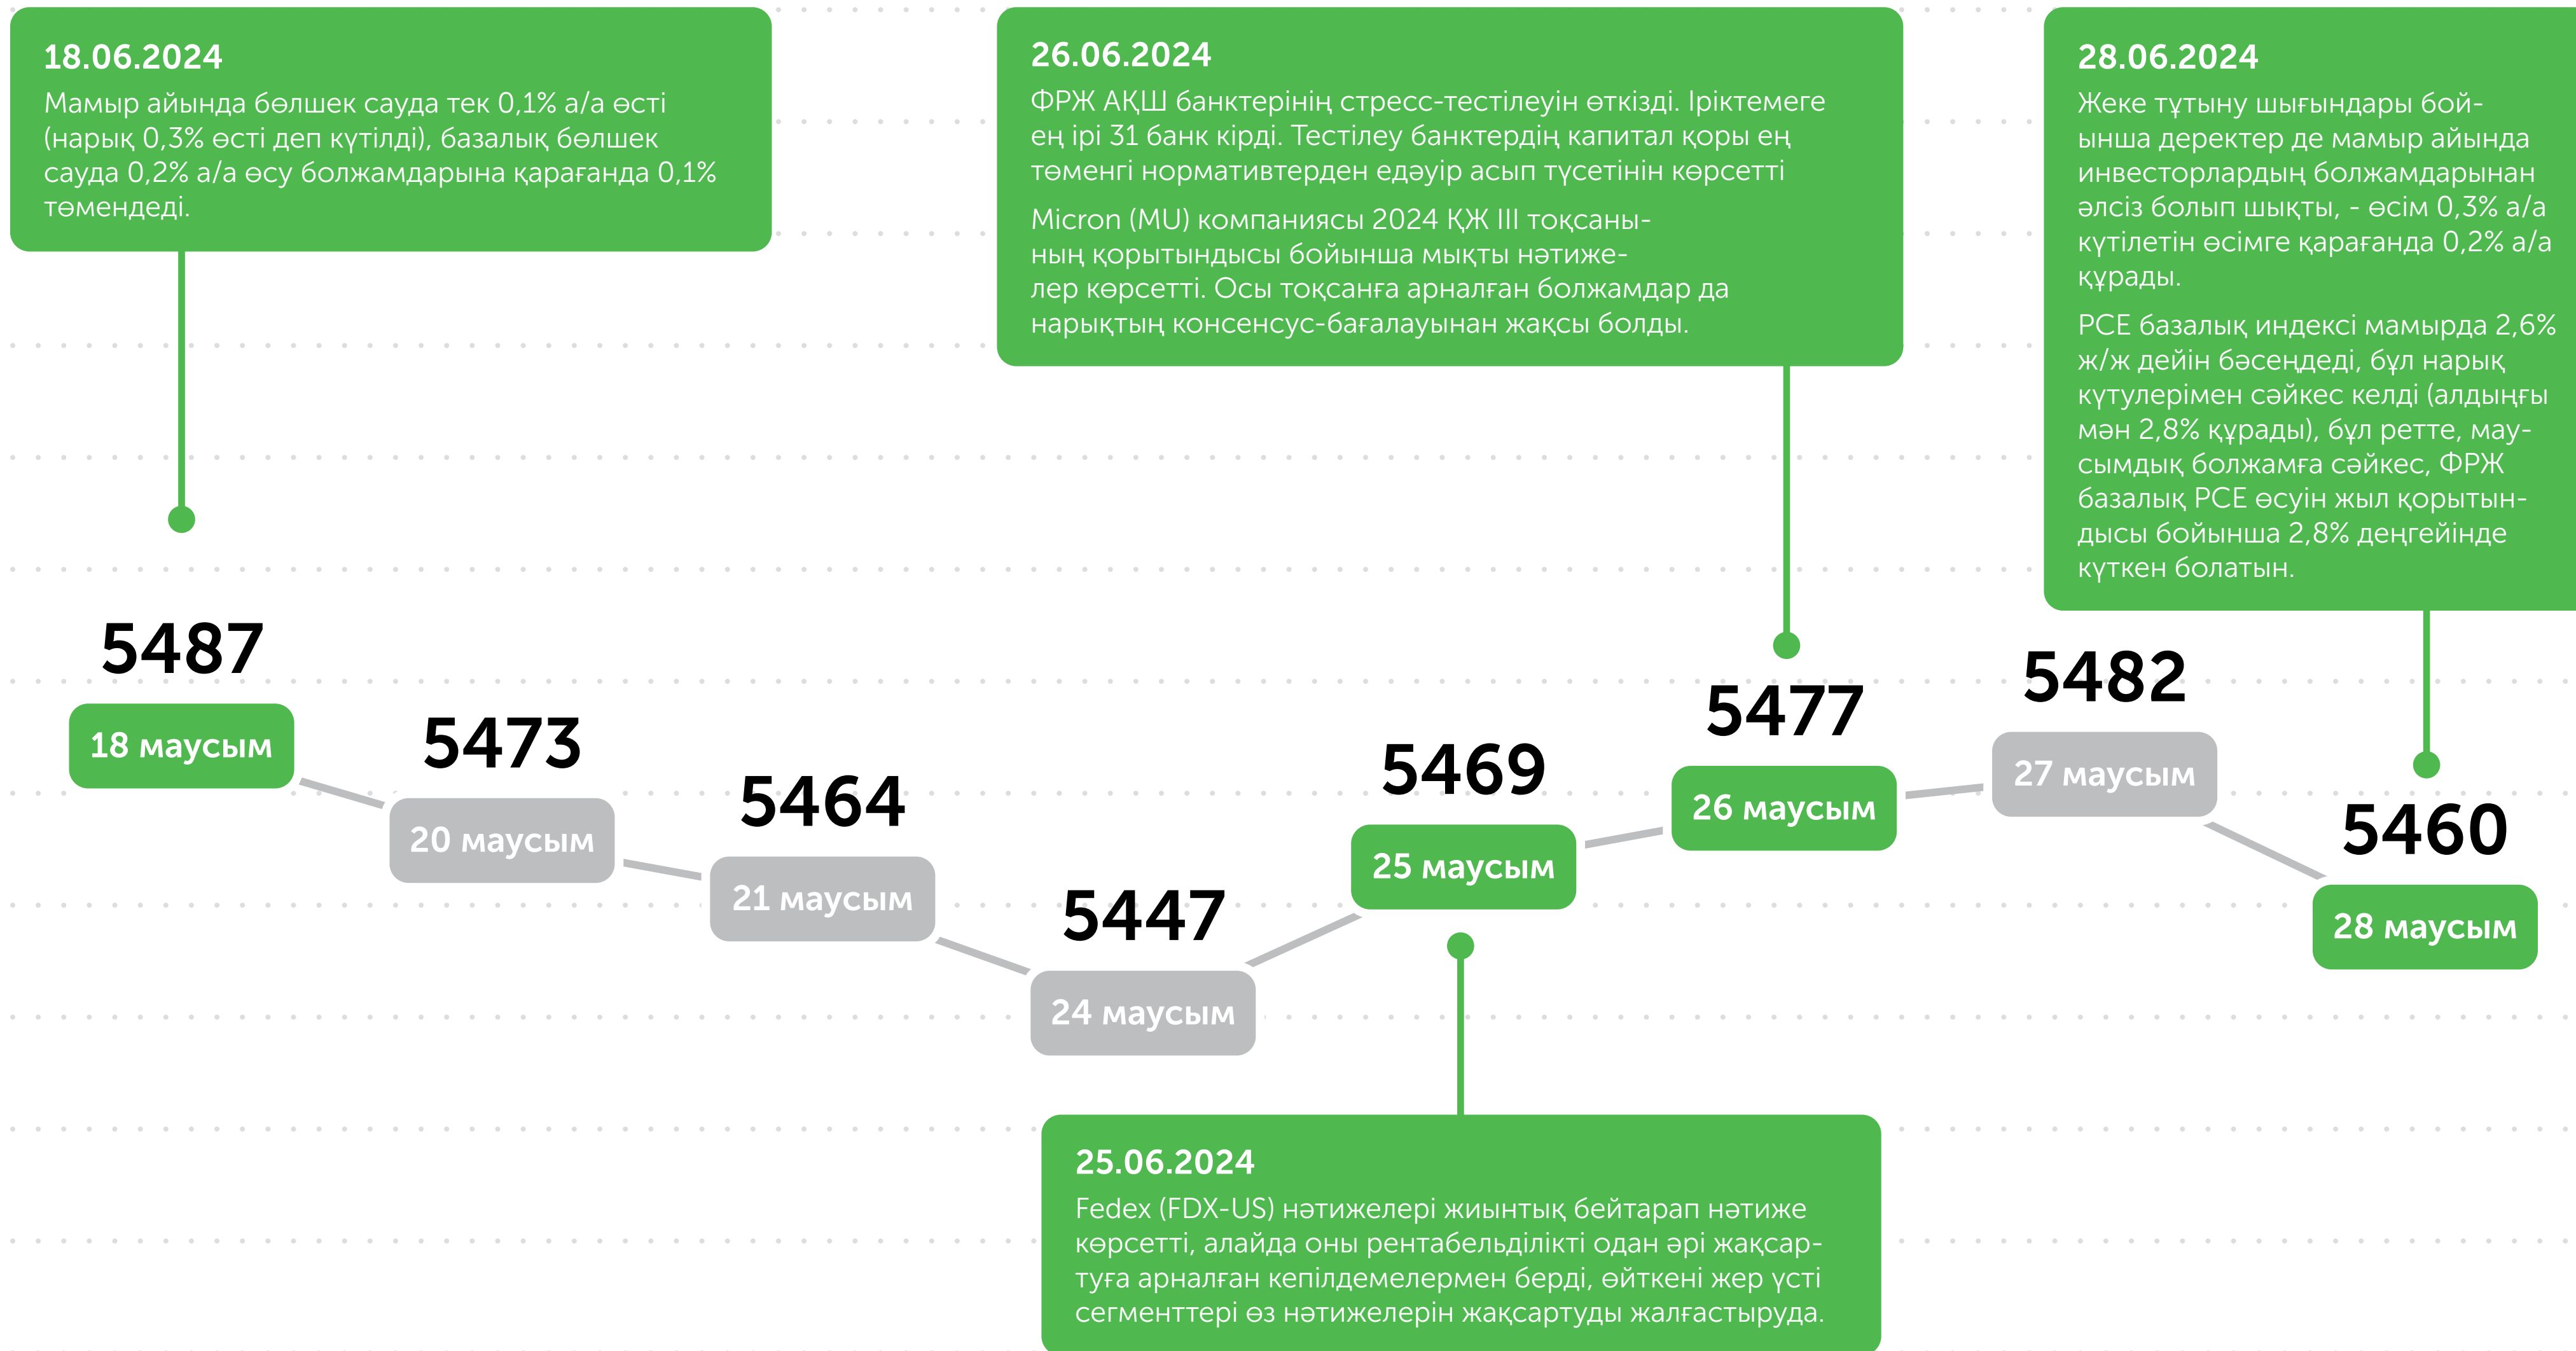 18.06.2024
Мамыр айында бөлшек сауда тек 0,1% а/а өсті
(нарық 0,3% өсті деп күтілді), базалық бөлшек
сауда 0,2% а/а өсу болжамдарына қарағанда 0,1%
төмендеді.
26.06.2024
ФРЖ АҚШ банктерінің стресс-тестілеуін өткізді. Іріктемеге
ең ірі 31 банк кірді. Тестілеу банктердің капитал қоры ең
төменгі нормативтерден едәуір асып түсетінін көрсетті
Micron (MU) компаниясы 2024 ҚЖ III тоқсаны-
ның қорытындысы бойынша мықты нәтиже-
лер көрсетті. Осы тоқсанға арналған болжамдар да
нарықтың консенсус-бағалауынан жақсы болды.
28.06.2024
Жеке тұтыну шығындары бой-
ынша деректер де мамыр айында
инвесторлардың болжамдарынан
әлсіз болып шықты, - өсім 0,3% а/а
күтілетін өсімге қарағанда 0,2% а/а
құрады.
PCE базалық индексі мамырда 2,6%
ж/ж дейін бәсеңдеді, бұл нарық
күтулерімен сәйкес келді (алдыңғы
мән 2,8% құрады), бұл ретте, мау-
сымдық болжамға сәйкес, ФРЖ
базалық PCE өсуін жыл қорытын-
дысы бойынша 2,8% деңгейінде
күткен болатын.
5487
18 маусым
5473
20 маусым
5464
21 маусым
5447
24 маусым
5469
25 маусым
5477
26 маусым
5482
27 маусым
5460
28 маусым
25.06.2024
Fedex (FDX-US) нәтижелері жиынтық бейтарап нәтиже
көрсетті, алайда оны рентабельділікті одан әрі жақсар-
туға арналған кепілдемелермен берді, өйткені жер үсті
сегменттері өз нәтижелерін жақсартуды жалғастыруда.